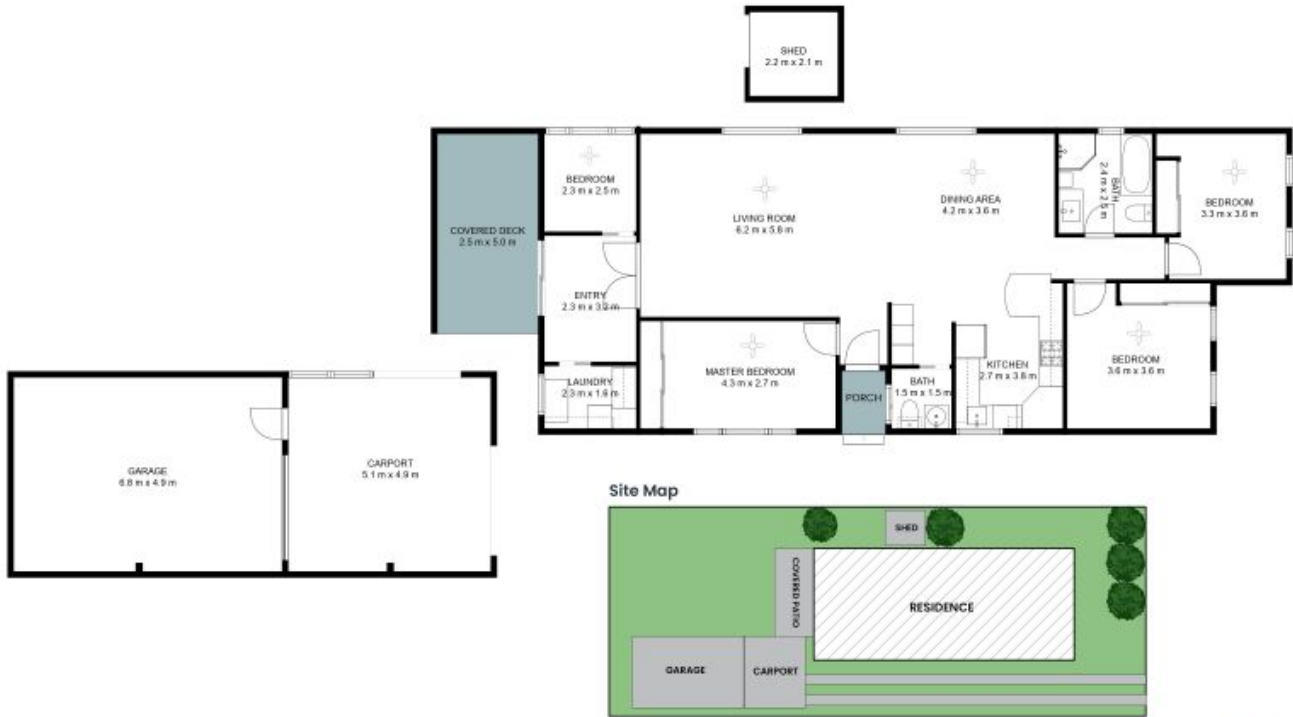 SHED
2.2 m x 2.1 m
BEDROOM
2.3 m x 2.5 m
COVERED DECK
2.5 m x 5.0 m
LIVING ROOM
6.2 m x 5.8 m
DINING AREA
4.2 m x 3.6 m
BATH
2.4 m x 2.5 m
BEDROOM
3.3 m x 3.6 m
ENTRY
2.3 m x 3.2 m
LAUNDRY
2.3 m x 1.6 m
MASTER BEDROOM
4.3 m x 2.7 m
PORCH
BATH
1.5 m x 1.5 m
KITCHEN
2.7 m x 3.8 m
BEDROOM
3.6 m x 3.6 m
GARAGE
6.8 m x 4.9 m
CARPORT
5.1 m x 4.9 m
Site Map
SHED
COVERED PATIO
RESIDENCE
GARAGE
CARPORT